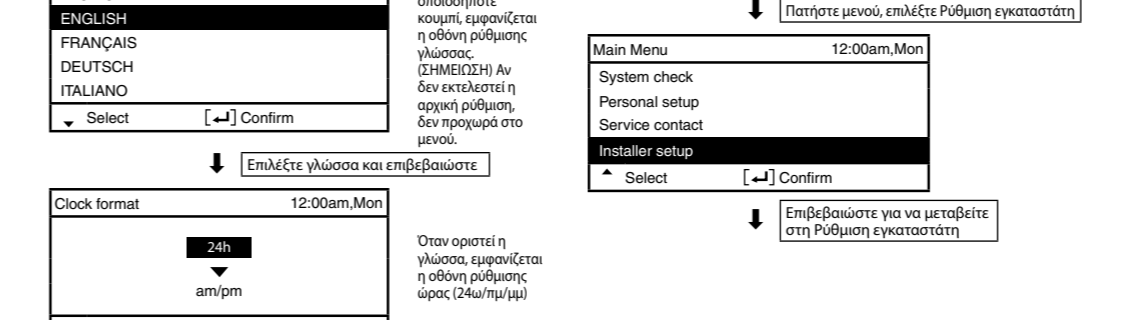 ENGLISH
FRANÇAIS
DEUTSCH
ITALIANO
Select [↵] Confirm
οποιοδήποτε
κουμπί, εμφανίζεται
η οθόνη ρύθμισης
γλώσσας.
(ΣΗΜΕΙΩΣΗ) Αν
δεν εκτελεστεί η
αρχική ρύθμιση,
δεν προχωρά στο
μενού.
Επιλέξτε γλώσσα και επιβεβαιώστε
Clock format 12:00am,Mon
24h
am/pm
Όταν οριστεί η
γλώσσα, εμφανίζεται
η οθόνη ρύθμισης
ώρας (24ω/πμ/μμ)
Πατήστε μενού, επιλέξτε Ρύθμιση εγκαταστάτη
Main Menu 12:00am,Mon
System check
Personal setup
Service contact
Installer setup
Select [↵] Confirm
Επιβεβαιώστε για να μεταβείτε
στη Ρύθμιση εγκαταστάτη